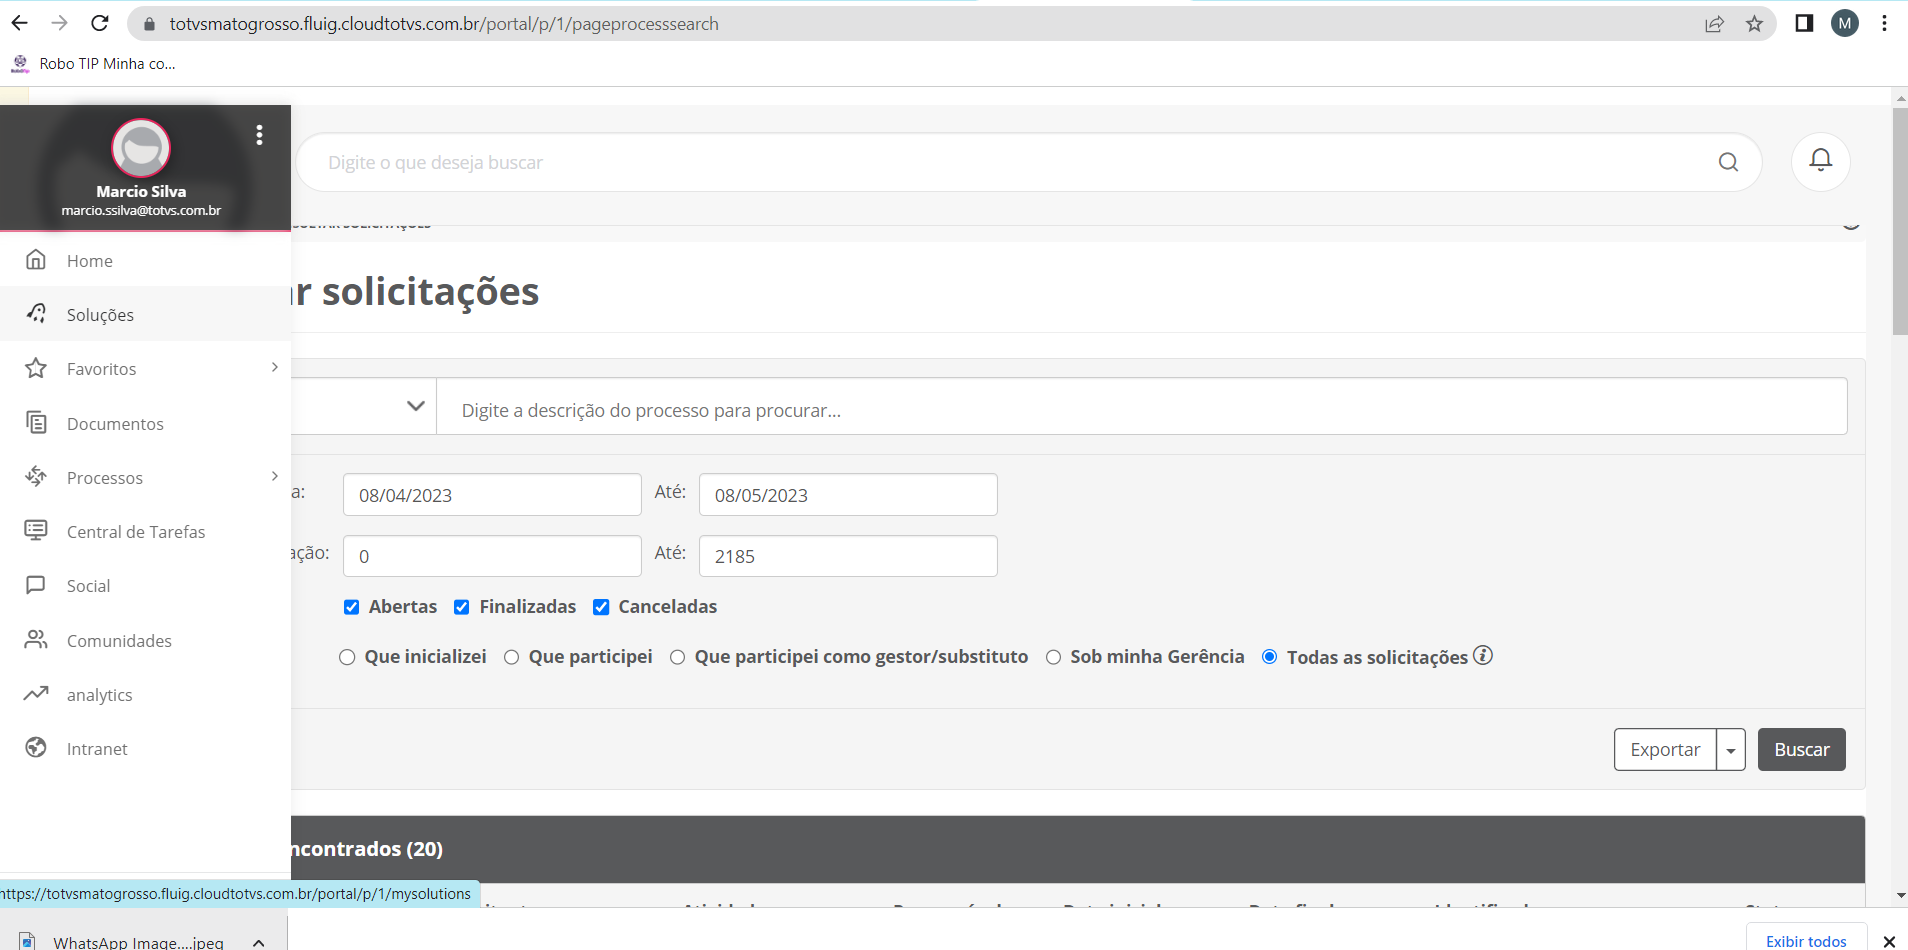 totvsmatogrosso.fluig.cloudtotvs.com.br/portal/p/1/pageprocesssearch
M
Robo TIP Minha co...
Marcio Silva
marcio.ssilva@totvs.com.br
Digite o que deseja buscar
Home
Soluções
Favoritos
Documentos
Processos
Central de Tarefas
Social
Comunidades
analytics
Intranet
r solicitações
Digite a descrição do processo para procurar...
a: 08/04/2023 Até: 08/05/2023
ação: 0 Até: 2185
Abertas Finalizadas Canceladas
Que inicializei Que participei Que participei como gestor/substituto Sob minha Gerência Todas as solicitações
Exportar Buscar
ncontrados (20)
https://totvsmatogrosso.fluig.cloudtotvs.com.br/portal/p/1/mysolutions
WhatsApp Image....jpeg
Exibir todos